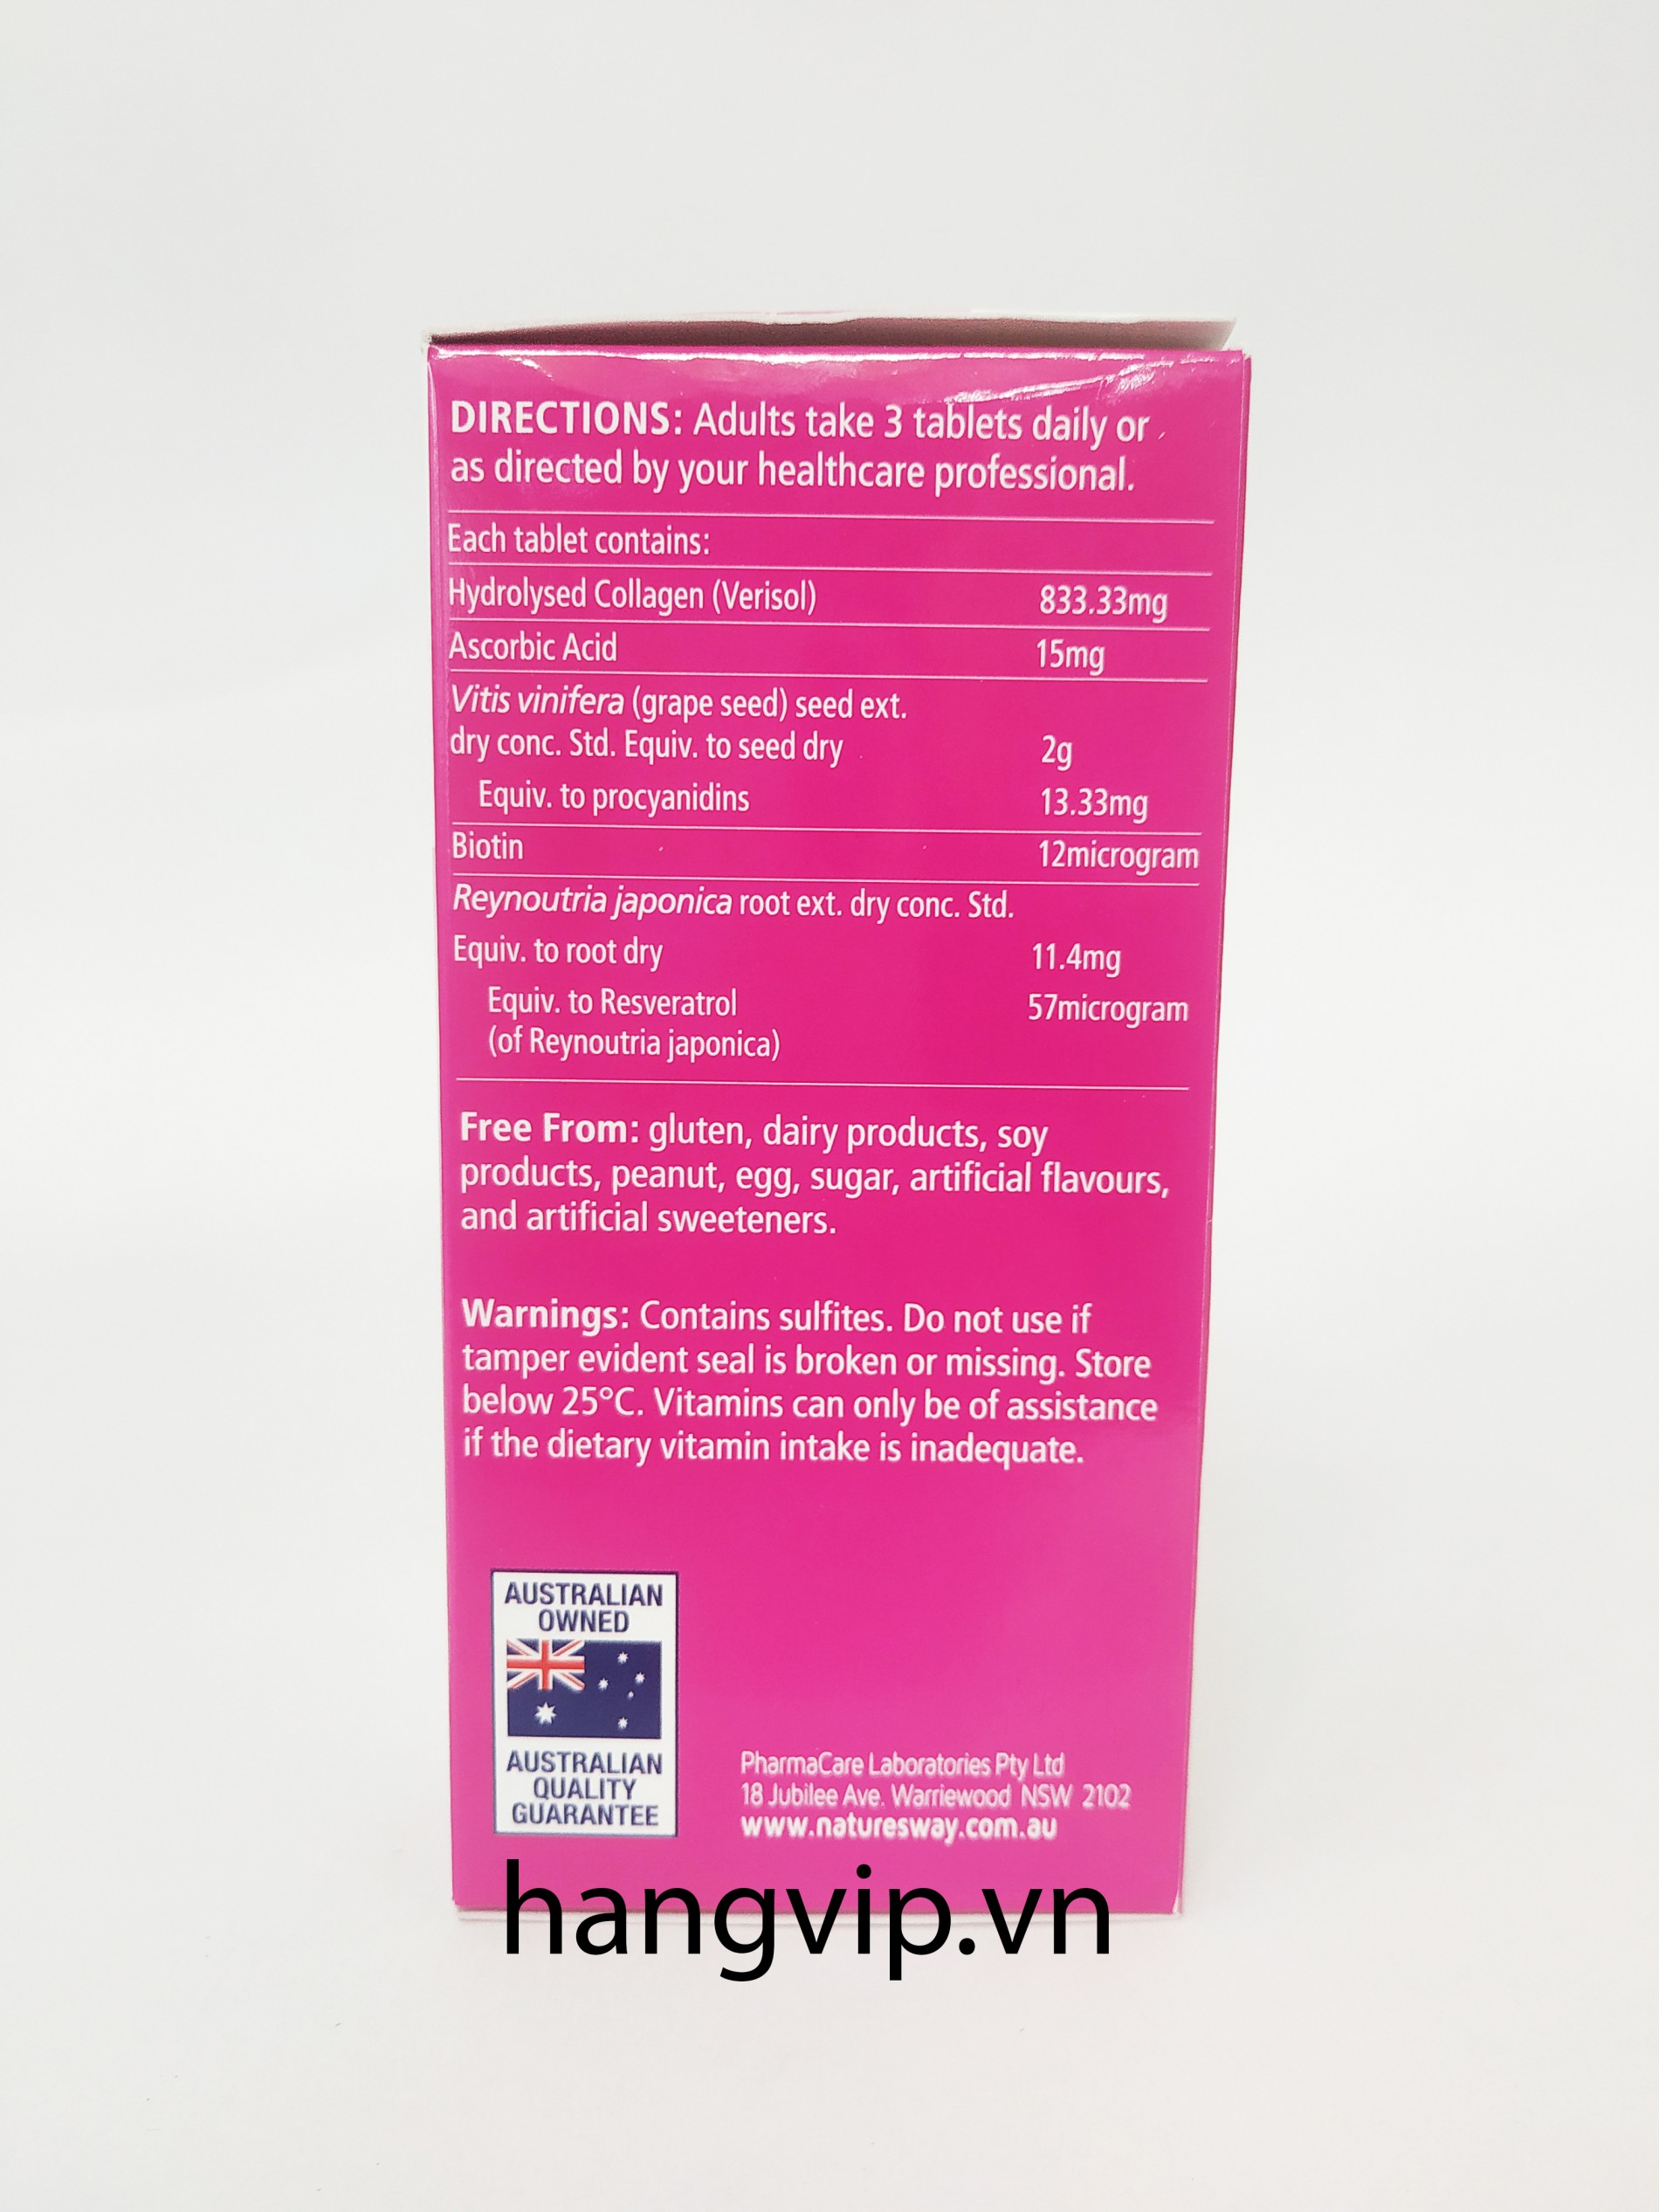 DIRECTIONS: Adults take 3 tablets daily or
as directed by your healthcare professional.
Each tablet contains:
Hydrolysed Collagen (Verisol) 833.33mg
Ascorbic Acid 15mg
Vitis vinifera (grape seed) seed ext.
dry conc. Std. Equiv. to seed dry 2g
Equiv. to procyanidins 13.33mg
Biotin 12microgram
Reynoutria japonica root ext. dry conc. Std.
Equiv. to root dry 11.4mg
Equiv. to Resveratrol 57microgram
(of Reynoutria japonica)
Free From: gluten, dairy products, soy
products, peanut, egg, sugar, artificial flavours,
and artificial sweeteners.
Warnings: Contains sulfites. Do not use if
tamper evident seal is broken or missing. Store
below 25°C. Vitamins can only be of assistance
if the dietary vitamin intake is inadequate.
AUSTRALIAN
OWNED
AUSTRALIAN
QUALITY
GUARANTEE
PharmaCare Laboratories Pty Ltd
18 Jubilee Ave. Warriewood NSW 2102
www.naturesway.com.au
hangvip.vn